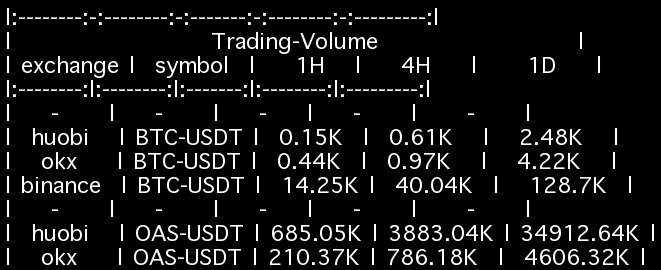 |:--------:-:--------:-:-------:-:--------:-:---------:|
| Trading-Volume |
| exchange | symbol | 1H | 4H | 1D |
|:--------:|:--------:|:-------:|:--------:|:---------:|
| - | - | - | - | - |
| huobi | BTC-USDT | 0.15K | 0.61K | 2.48K |
| okx | BTC-USDT | 0.44K | 0.97K | 4.22K |
| binance | BTC-USDT | 14.25K | 40.04K | 128.7K |
| - | - | - | - | - |
| huobi | OAS-USDT | 685.05K | 3883.04K | 34912.64K |
| okx | OAS-USDT | 210.37K | 786.18K | 4606.32K |